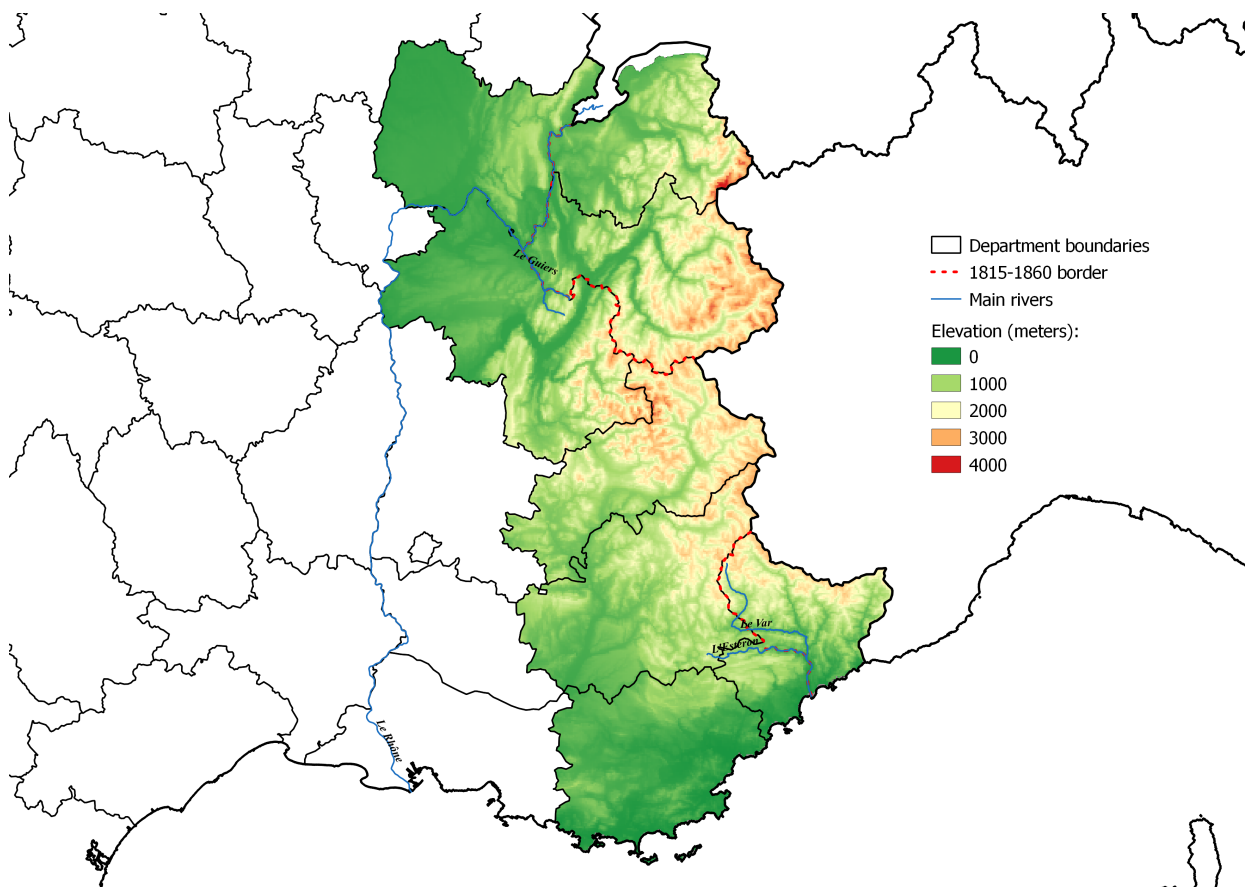 Le Guiers
Department boundaries
1815-1860 border
Main rivers
Elevation (meters):
0
1000
2000
3000
4000
Le Var
L'Estéron
Le Rhône